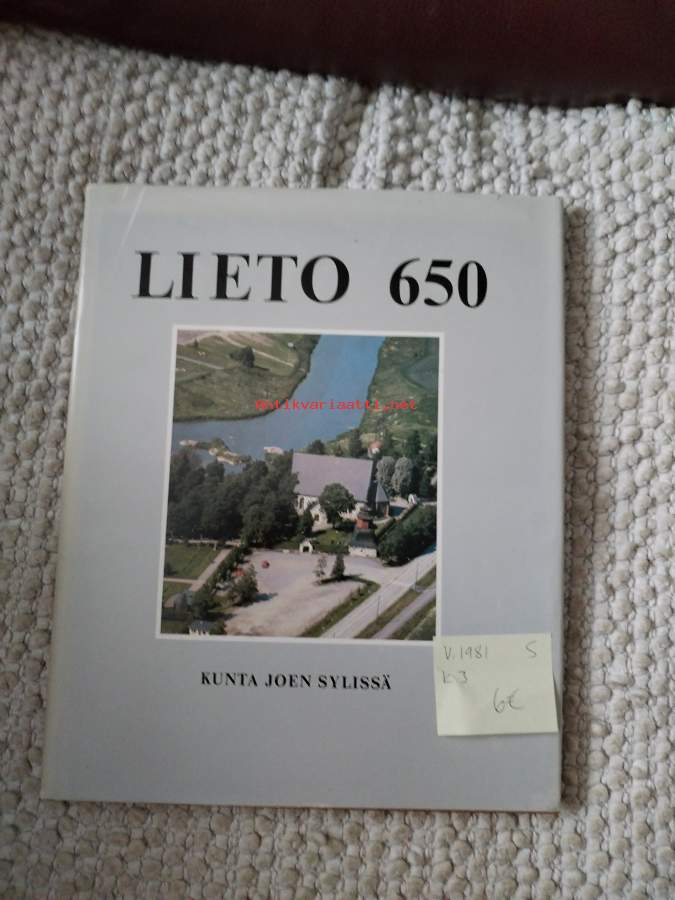 LIETO 650
Antikvariaatti.net
KUNTA JOEN SYLISSÄ
V. 1981 S
K3
6€